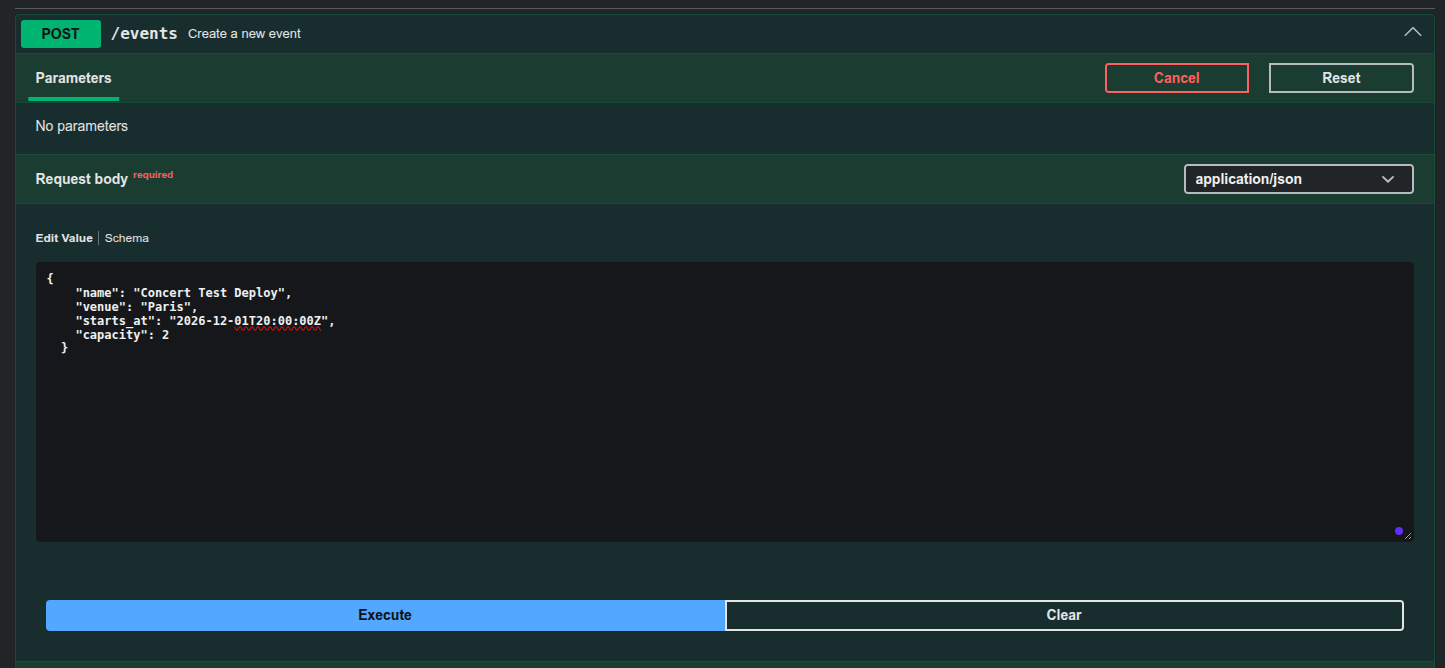 POST /events Create a new event
Parameters
Cancel
Reset
No parameters
Request body required
application/json
Edit Value | Schema
{
    "name": "Concert Test Deploy",
    "venue": "Paris",
    "starts_at": "2026-12-01T20:00:00Z",
    "capacity": 2
  }
Execute
Clear